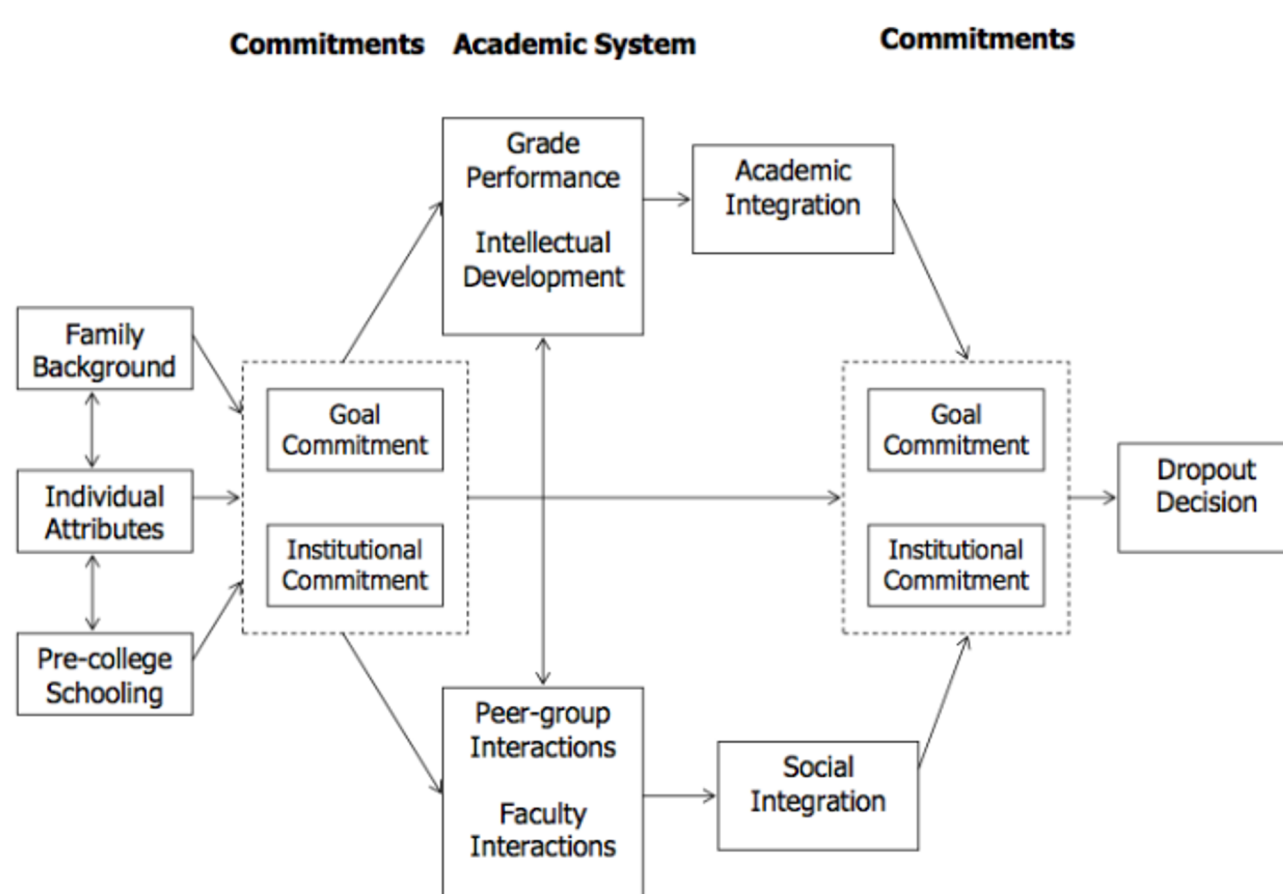 Commitments
Academic System
Commitments
Grade
Performance
Intellectual
Development
Academic
Integration
Family
Background
Individual
Attributes
Pre-college
Schooling
Goal
Commitment
Institutional
Commitment
Goal
Commitment
Institutional
Commitment
Dropout
Decision
Peer-group
Interactions
Faculty
Interactions
Social
Integration